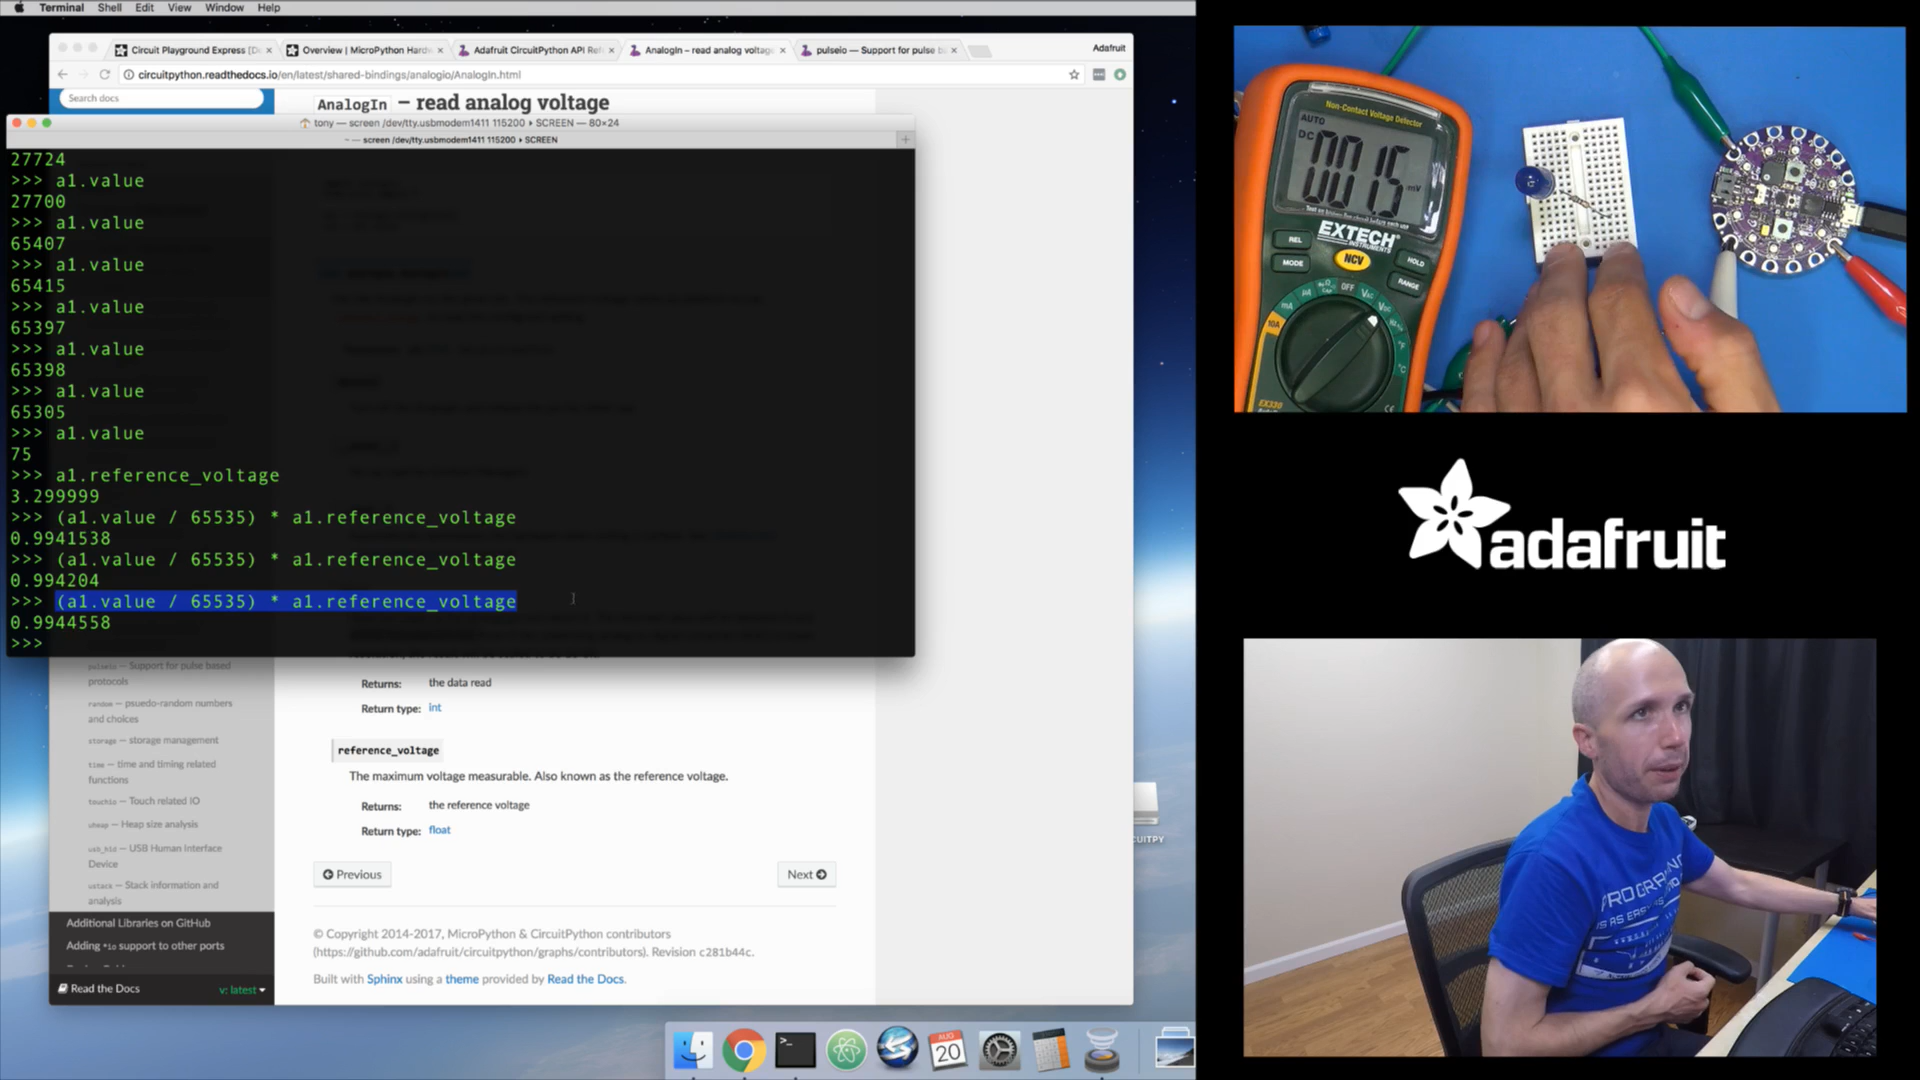 Terminal Shell Edit View Window Help
Circuit Playground Express [D
Overview | MicroPython Hardw
Adafruit CircuitPython API Ref
AnalogIn – read analog voltage
pulseio — Support for pulse b
Adafruit
circuitpython.readthedocs.io/en/latest/shared-bindings/analogio/AnalogIn.html
Search docs
AnalogIn – read analog voltage
tony — screen /dev/tty.usbmodem1411 115200 ▸ SCREEN — 80×24
~ — screen /dev/tty.usbmodem1411 115200 ▸ SCREEN
27724
>>> a1.value
27700
>>> a1.value
65407
>>> a1.value
65415
>>> a1.value
65397
>>> a1.value
65398
>>> a1.value
65305
>>> a1.value
75
>>> a1.reference_voltage
3.299999
>>> (a1.value / 65535) * a1.reference_voltage
0.9941538
>>> (a1.value / 65535) * a1.reference_voltage
0.994204
>>> (a1.value / 65535) * a1.reference_voltage
0.9944558
>>>
pulseio — Support for pulse based
protocols
random — psuedo-random numbers
and choices
storage — storage management
time — time and timing related
functions
touchio — Touch related IO
uheap — Heap size analysis
usb_hid — USB Human Interface
Device
ustack — Stack information and
analysis
Additional Libraries on GitHub
Adding *io support to other ports
Read the Docs v: latest
Returns: the data read
Return type: int
reference_voltage
The maximum voltage measurable. Also known as the reference voltage.
Returns: the reference voltage
Return type: float
Previous
Next
© Copyright 2014-2017, MicroPython & CircuitPython contributors
(https://github.com/adafruit/circuitpython/graphs/contributors). Revision c281b44c.
Built with Sphinx using a theme provided by Read the Docs.
CUITPY
AUG
20
Non-Contact Voltage Detector
AUTO
DC
mV
EXTECH
INSTRUMENTS
REL
NCV
HOLD
MODE
RANGE
OFF
10A
EX330
adafruit
PROGRA